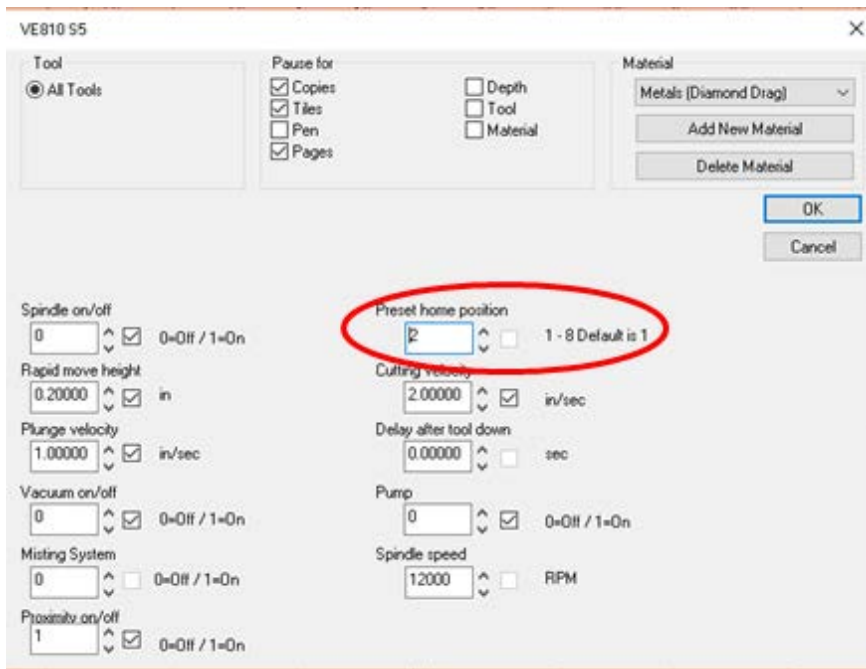 VE810 S5
Tool
All Tools
Pause for
Copies
Tiles
Pen
Pages
Depth
Tool
Material
Material
Metals (Diamond Drag)
Add New Material
Delete Material
OK
Cancel
Spindle on/off
0 0=Off / 1=On
Rapid move height
0.20000 in
Plunge velocity
1.00000 in/sec
Vacuum on/off
0 0=Off / 1=On
Misting System
0 0=Off / 1=On
Proximity on/off
1 0=Off / 1=On
Preset home position
2 1 - 8 Default is 1
Cutting velocity
2.00000 in/sec
Delay after tool down
0.00000 sec
Pump
0 0=Off / 1=On
Spindle speed
12000 RPM